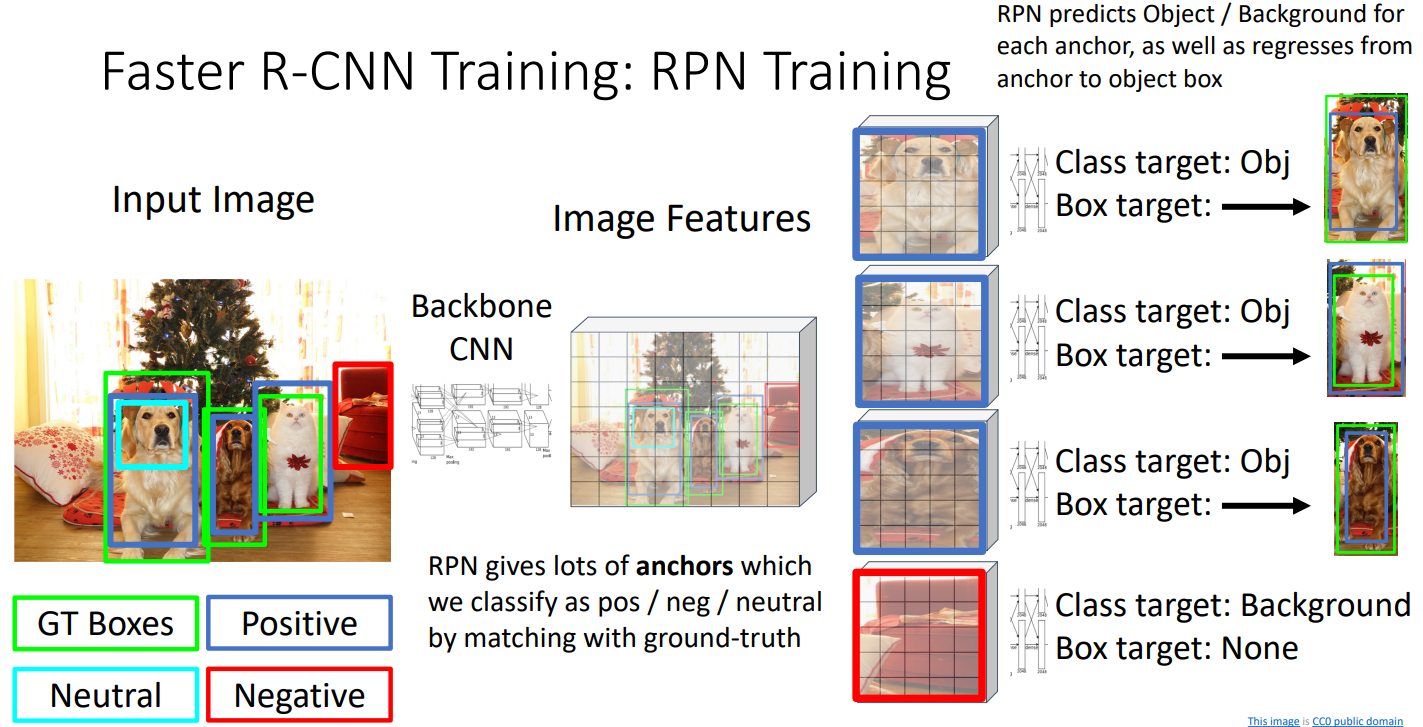 RPN predicts Object / Background for
each anchor, as well as regresses from
anchor to object box
Faster R-CNN Training: RPN Training
Input Image
Image Features
Backbone
CNN
RPN gives lots of anchors which
we classify as pos / neg / neutral
by matching with ground-truth
GT Boxes
Positive
Neutral
Negative
Class target: Obj
Box target:
Class target: Obj
Box target:
Class target: Obj
Box target:
Class target: Background
Box target: None
This image is CC0 public domain